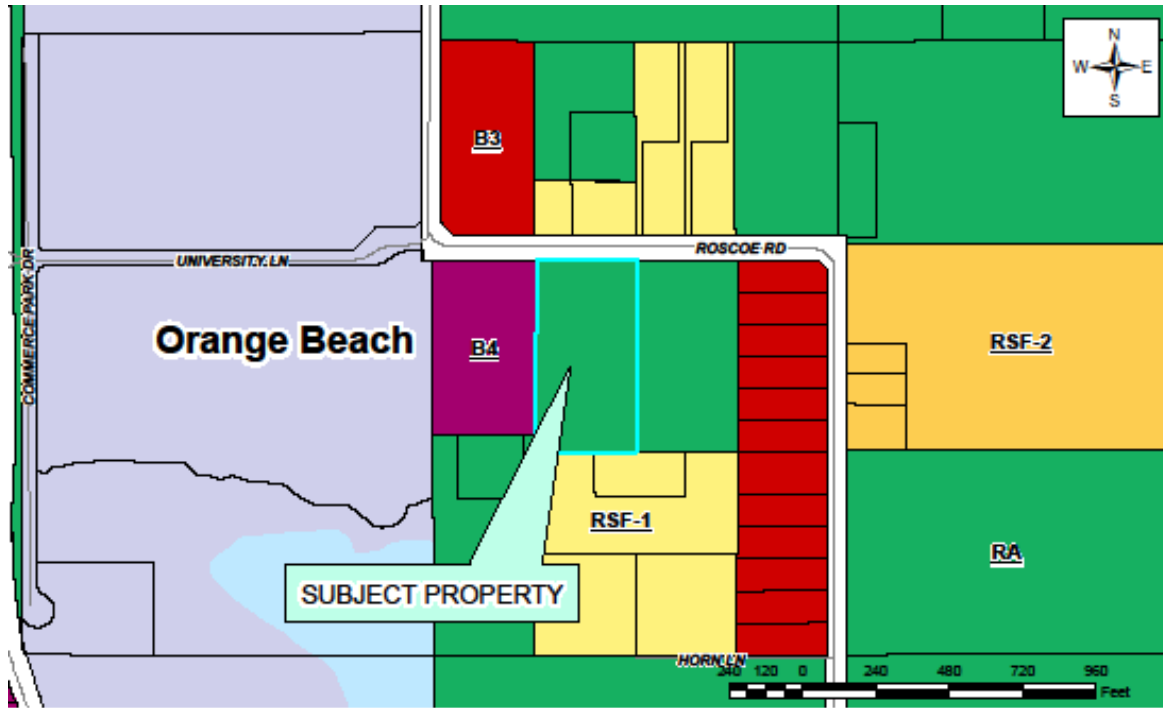 N
W E
S
B3
ROSCOE RD
UNIVERSITY LN
COMMERCE PARK DR
Orange Beach
B4
RSF-2
RSF-1
RA
SUBJECT PROPERTY
HORN LN
240 120 0 240 480 720 960
Feet